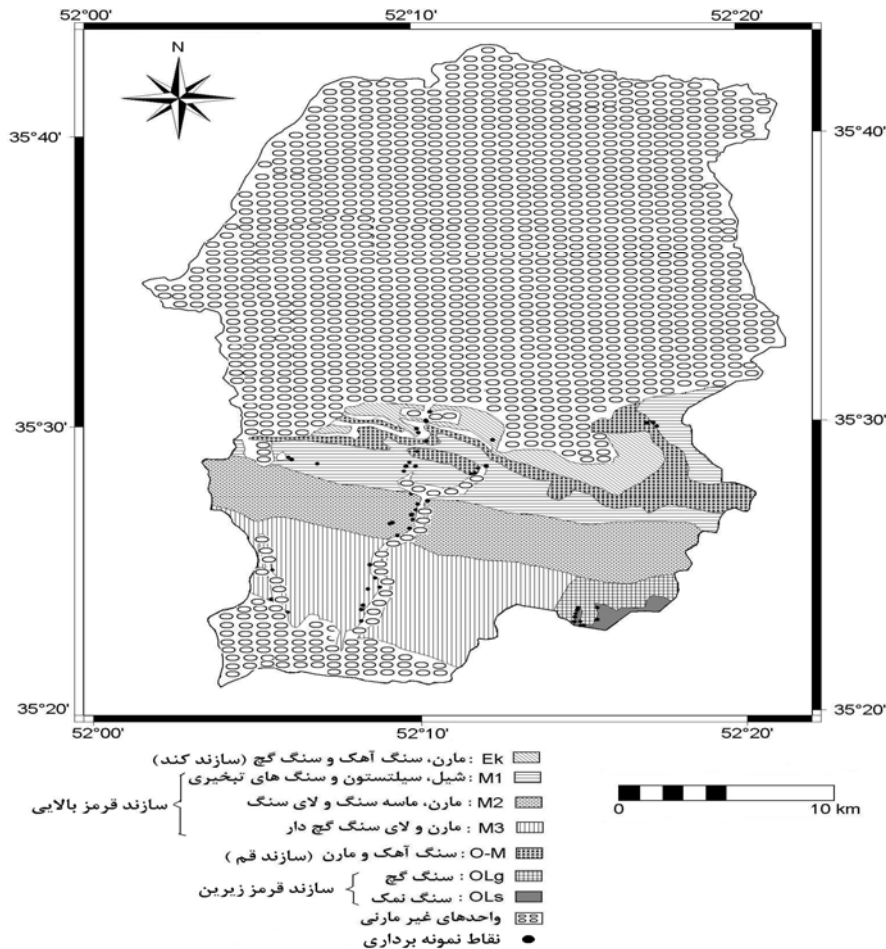 52°00' 52°10' 52°20'
N
35°40' 35°40'
35°30' 35°30'
35°20' 35°20'
52°00' 52°10' 52°20'
Ek : مارن، سنگ آهک و سنگ گچ (سازند کند)
M1 : شیل، سیلتستون و سنگ های تبخیری
M2 : مارن، ماسه سنگ و لای سنگ
سازند قرمز بالایی
M3 : مارن و لای سنگ گچ دار
O-M : سنگ آهک و مارن (سازند قم)
OLg : سنگ گچ
سازند قرمز زیرین
OLs : سنگ نمک
واحدهای غیر مارنی
نقاط نمونه برداری
0 10 km